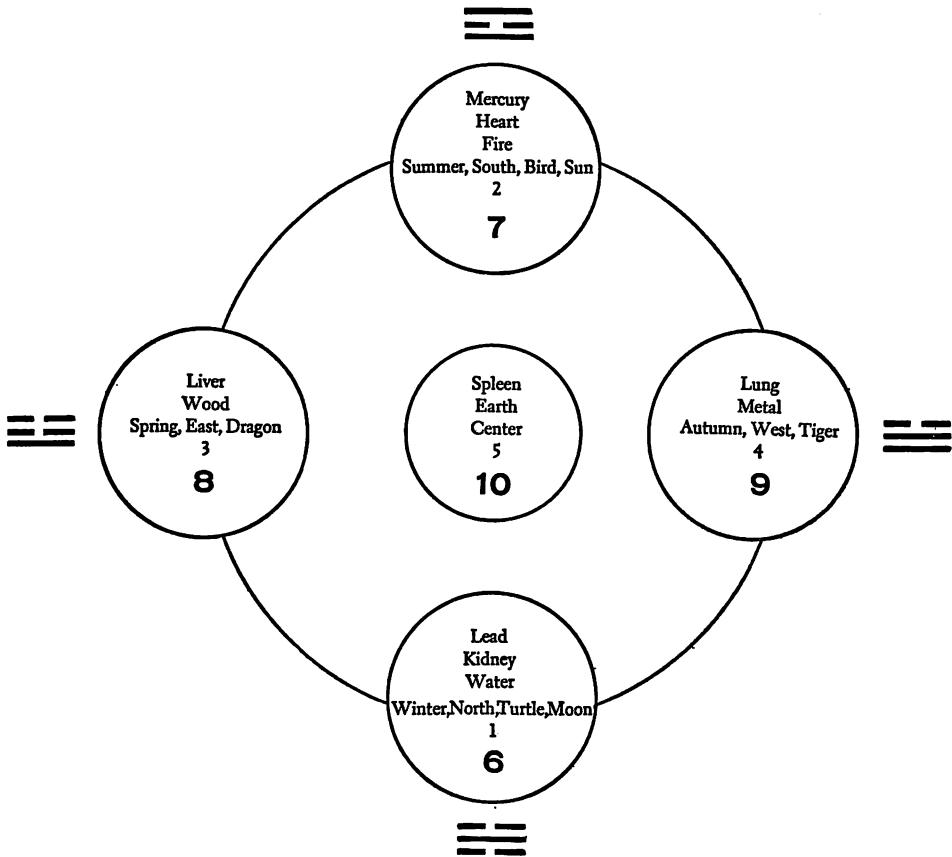 Mercury
Heart
Fire
Summer, South, Bird, Sun
2
7
Liver
Wood
Spring, East, Dragon
3
8
Spleen
Earth
Center
5
10
Lung
Metal
Autumn, West, Tiger
4
9
Lead
Kidney
Water
Winter,North,Turtle,Moon
1
6